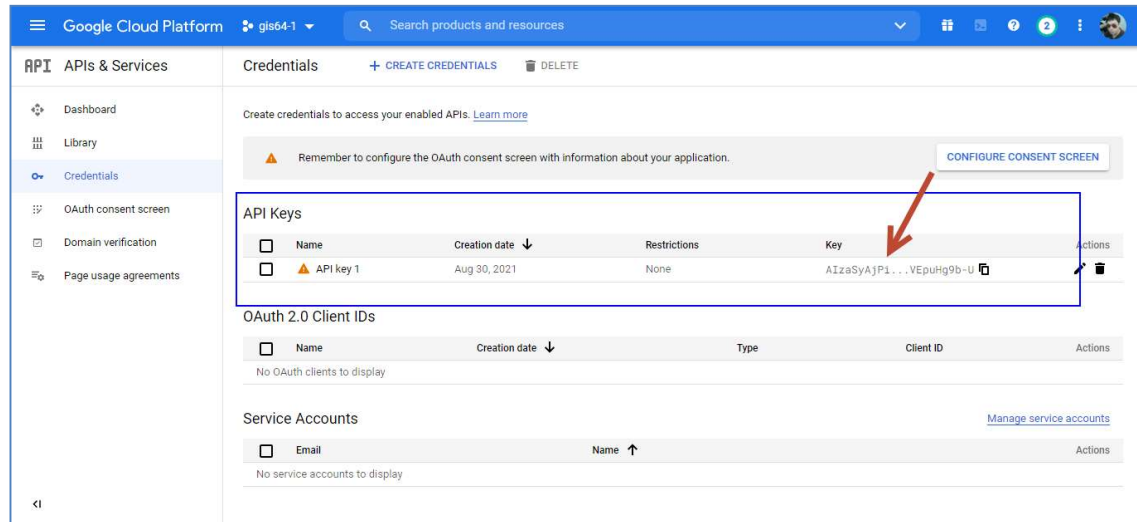 Google Cloud Platform gis64-1 Search products and resources 2
API APIs & Services Credentials + CREATE CREDENTIALS DELETE
Dashboard
Create credentials to access your enabled APIs. Learn more
Library
Remember to configure the OAuth consent screen with information about your application. CONFIGURE CONSENT SCREEN
Credentials
OAuth consent screen
Domain verification
Page usage agreements
API Keys
Name Creation date Restrictions Key Actions
API key 1 Aug 30, 2021 None AIzaSyAjPi...VEpuHg9b-U
OAuth 2.0 Client IDs
Name Creation date Type Client ID Actions
No OAuth clients to display
Service Accounts Manage service accounts
Email Name Actions
No service accounts to display